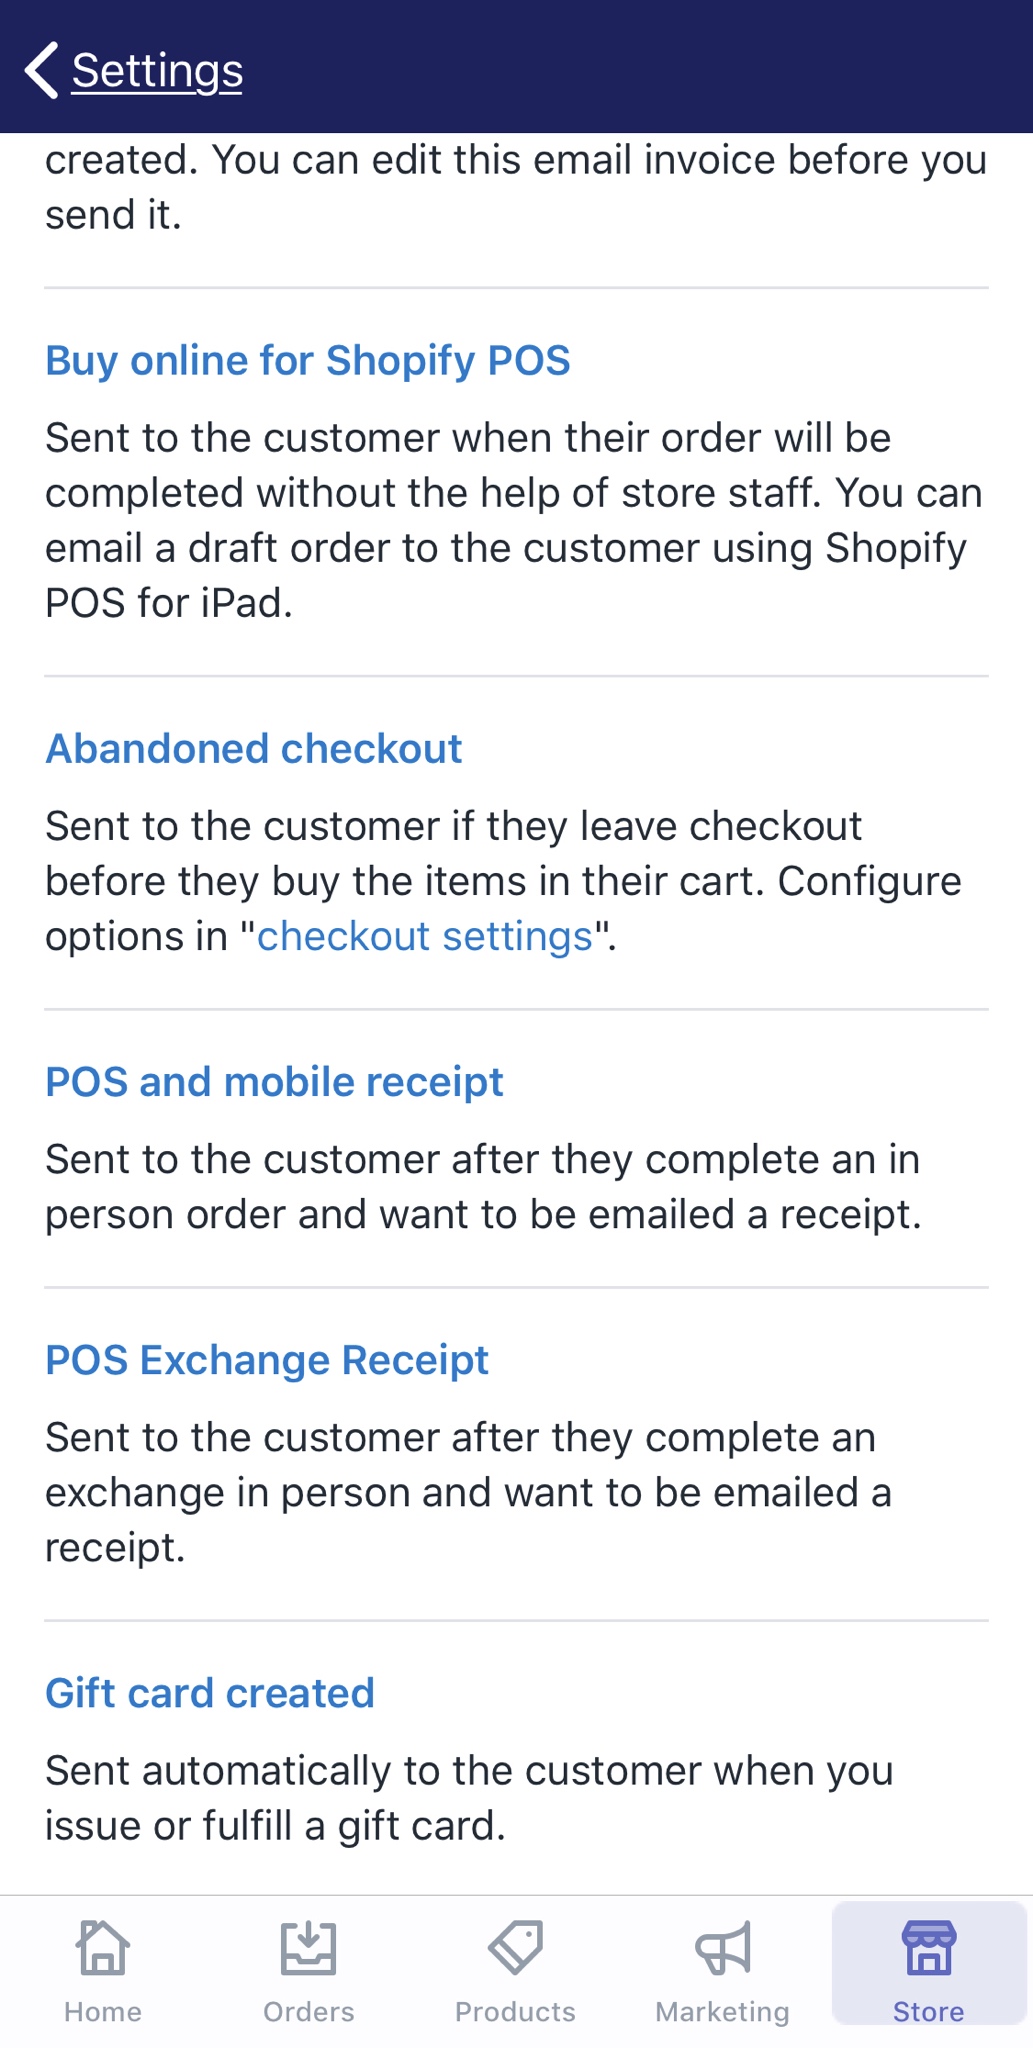 Settings
created. You can edit this email invoice before you
send it.
Buy online for Shopify POS
Sent to the customer when their order will be
completed without the help of store staff. You can
email a draft order to the customer using Shopify
POS for iPad.
Abandoned checkout
Sent to the customer if they leave checkout
before they buy the items in their cart. Configure
options in "checkout settings".
POS and mobile receipt
Sent to the customer after they complete an in
person order and want to be emailed a receipt.
POS Exchange Receipt
Sent to the customer after they complete an
exchange in person and want to be emailed a
receipt.
Gift card created
Sent automatically to the customer when you
issue or fulfill a gift card.
Home Orders Products Marketing Store